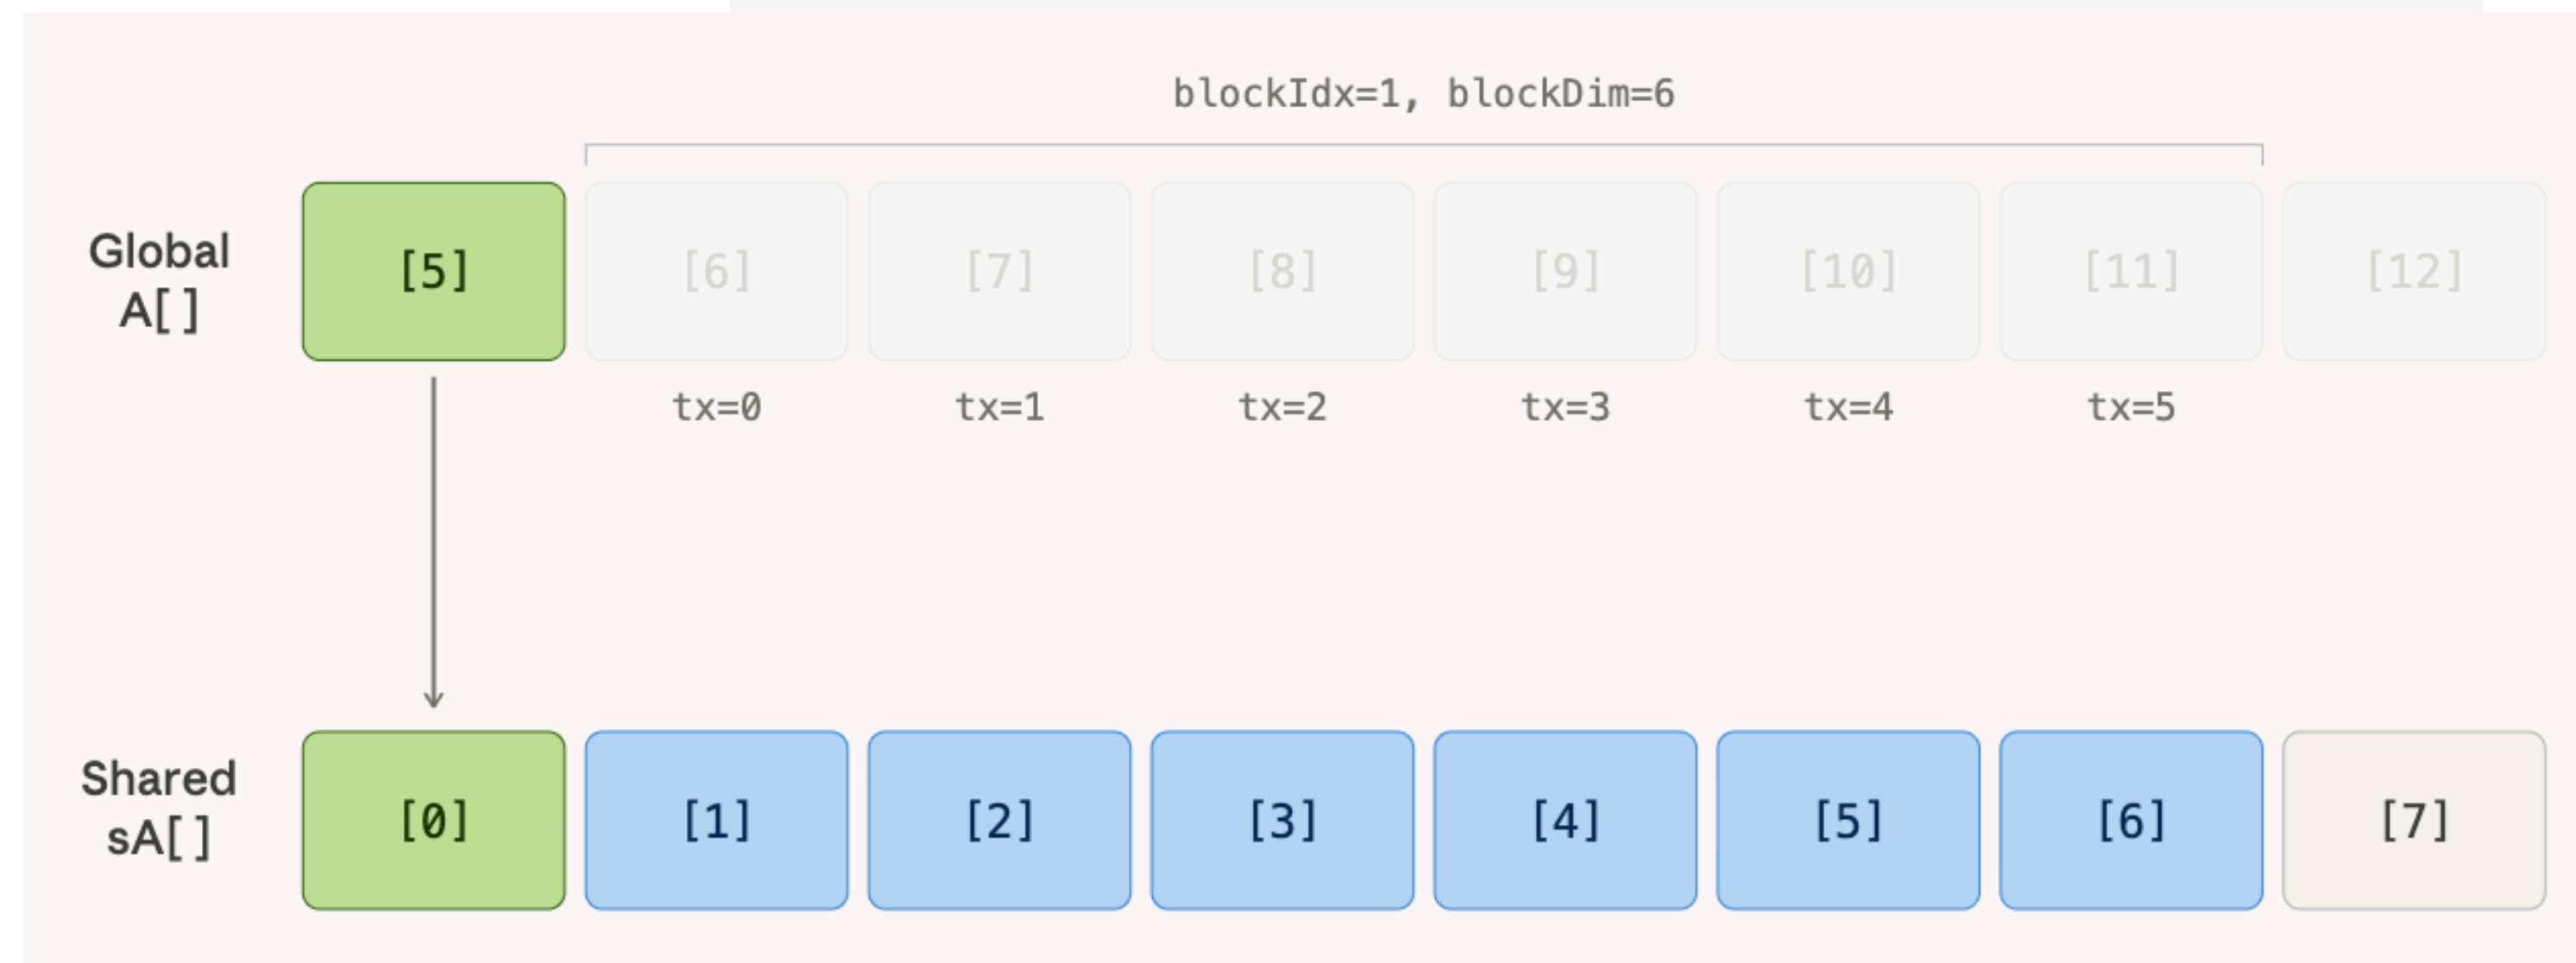 blockIdx=1, blockDim=6
Global
A[ ]
[5] [6] [7] [8] [9] [10] [11] [12]
tx=0 tx=1 tx=2 tx=3 tx=4 tx=5
Shared
sA[ ]
[0] [1] [2] [3] [4] [5] [6] [7]